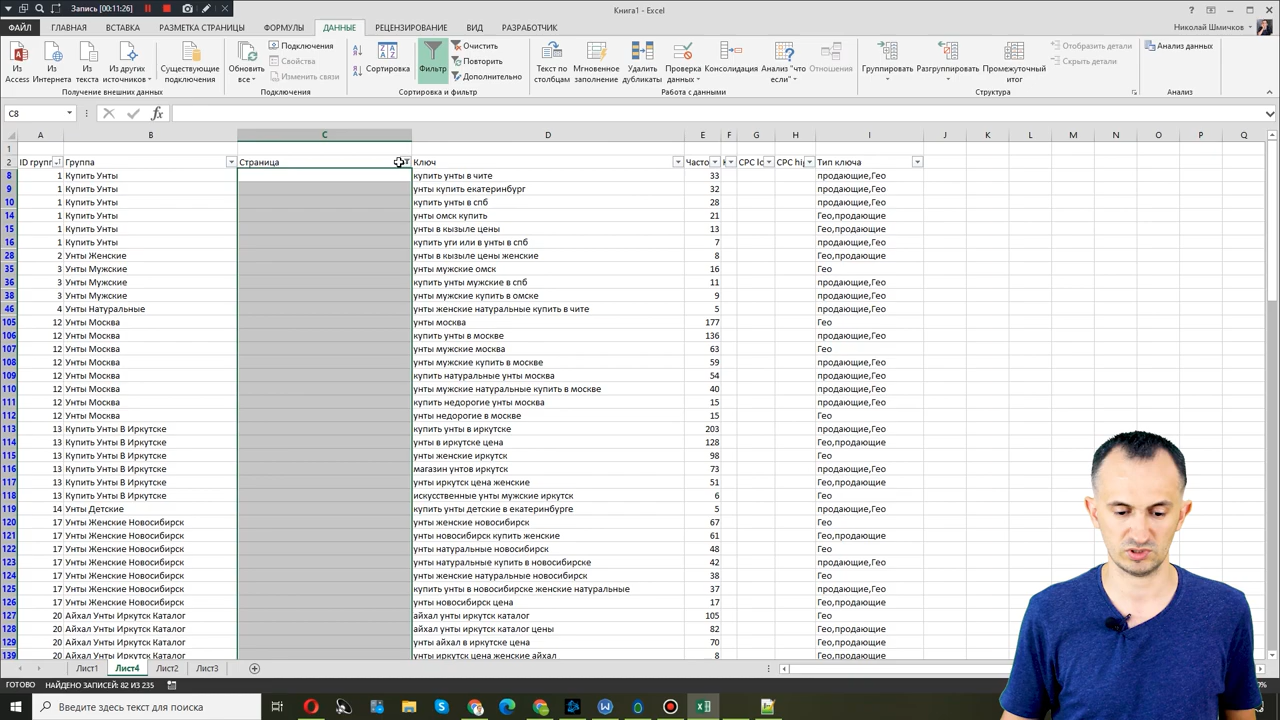 Запись [00:11:26]
Книга1 - Excel
ФАЙЛ ГЛАВНАЯ ВСТАВКА РАЗМЕТКА СТРАНИЦЫ ФОРМУЛЫ ДАННЫЕ РЕЦЕНЗИРОВАНИЕ ВИД РАЗРАБОТЧИК Николай Шмичков
Из Access
Из Интернета
Из текста
Из других источников
Получение внешних данных
Существующие подключения
Обновить все
Подключения
Свойства
Изменить связи
Подключения
Сортировка
Фильтр
Очистить
Повторить
Дополнительно
Сортировка и фильтр
Текст по столбцам
Мгновенное заполнение
Удалить дубликаты
Проверка данных
Консолидация
Анализ "что если"
Отношения
Работа с данными
Группировать
Разгруппировать
Промежуточный итог
Отобразить детали
Скрыть детали
Структура
Анализ данных
Анализ
C8
A B C D E F G H I J K L M N O P Q
1
2 ID групп Группа Страница Ключ Часто CPC lo CPC hig Тип ключа
8 1 Купить Унты купить унты в чите 33 продающие,Гео
9 1 Купить Унты унты купить екатеринбург 32 продающие,Гео
10 1 Купить Унты купить унты в спб 28 продающие,Гео
14 1 Купить Унты унты омск купить 21 Гео,продающие
15 1 Купить Унты унты в кызыле цены 13 Гео,продающие
16 1 Купить Унты купить уги или в унты в спб 7 продающие,Гео
28 2 Унты Женские унты в кызыле цены женские 8 Гео,продающие
35 3 Унты Мужские унты мужские омск 16 Гео
36 3 Унты Мужские купить унты мужские в спб 11 продающие,Гео
38 3 Унты Мужские унты мужские купить в омске 9 продающие,Гео
46 4 Унты Натуральные унты женские натуральные купить в чите 5 продающие,Гео
105 12 Унты Москва унты москва 177 Гео
106 12 Унты Москва купить унты в москве 136 продающие,Гео
107 12 Унты Москва унты мужские москва 63 Гео
108 12 Унты Москва унты мужские купить в москве 59 продающие,Гео
109 12 Унты Москва купить натуральные унты москва 54 продающие,Гео
110 12 Унты Москва унты мужские натуральные купить в москве 40 продающие,Гео
111 12 Унты Москва купить недорогие унты москва 15 продающие,Гео
112 12 Унты Москва унты недорогие в москве 15 Гео
113 13 Купить Унты В Иркутске купить унты в иркутске 203 продающие,Гео
114 13 Купить Унты В Иркутске унты в иркутске цена 128 Гео,продающие
115 13 Купить Унты В Иркутске унты женские иркутск 98 Гео
116 13 Купить Унты В Иркутске магазин унтов иркутск 73 продающие,Гео
117 13 Купить Унты В Иркутске унты иркутск цена женские 51 Гео,продающие
118 13 Купить Унты В Иркутске искусственные унты мужские иркутск 6 Гео
119 14 Унты Детские купить унты детские в екатеринбурге 5 продающие,Гео
120 17 Унты Женские Новосибирск унты женские новосибирск 67 Гео
121 17 Унты Женские Новосибирск унты новосибирск купить женские 61 Гео,продающие
122 17 Унты Женские Новосибирск унты натуральные новосибирск 48 Гео
123 17 Унты Женские Новосибирск унты натуральные купить в новосибирске 42 продающие,Гео
124 17 Унты Женские Новосибирск унты женские натуральные новосибирск 38 Гео
125 17 Унты Женские Новосибирск купить унты в новосибирске женские натуральные 37 продающие,Гео
126 17 Унты Женские Новосибирск унты новосибирск цена 17 Гео,продающие
127 20 Айхал Унты Иркутск Каталог айхал унты иркутск каталог 105 Гео
128 20 Айхал Унты Иркутск Каталог айхал унты иркутск каталог цены 82 Гео,продающие
129 20 Айхал Унты Иркутск Каталог унты айхал в иркутске цена 70 Гео,продающие
139 20 Айхал Унты Иркутск Каталог унты иркутск цена женские айхал 8 Гео,продающие
Лист1 Лист4 Лист2 Лист3
ГОТОВО НАЙДЕНО ЗАПИСЕЙ: 82 ИЗ 235
Введите здесь текст для поиска